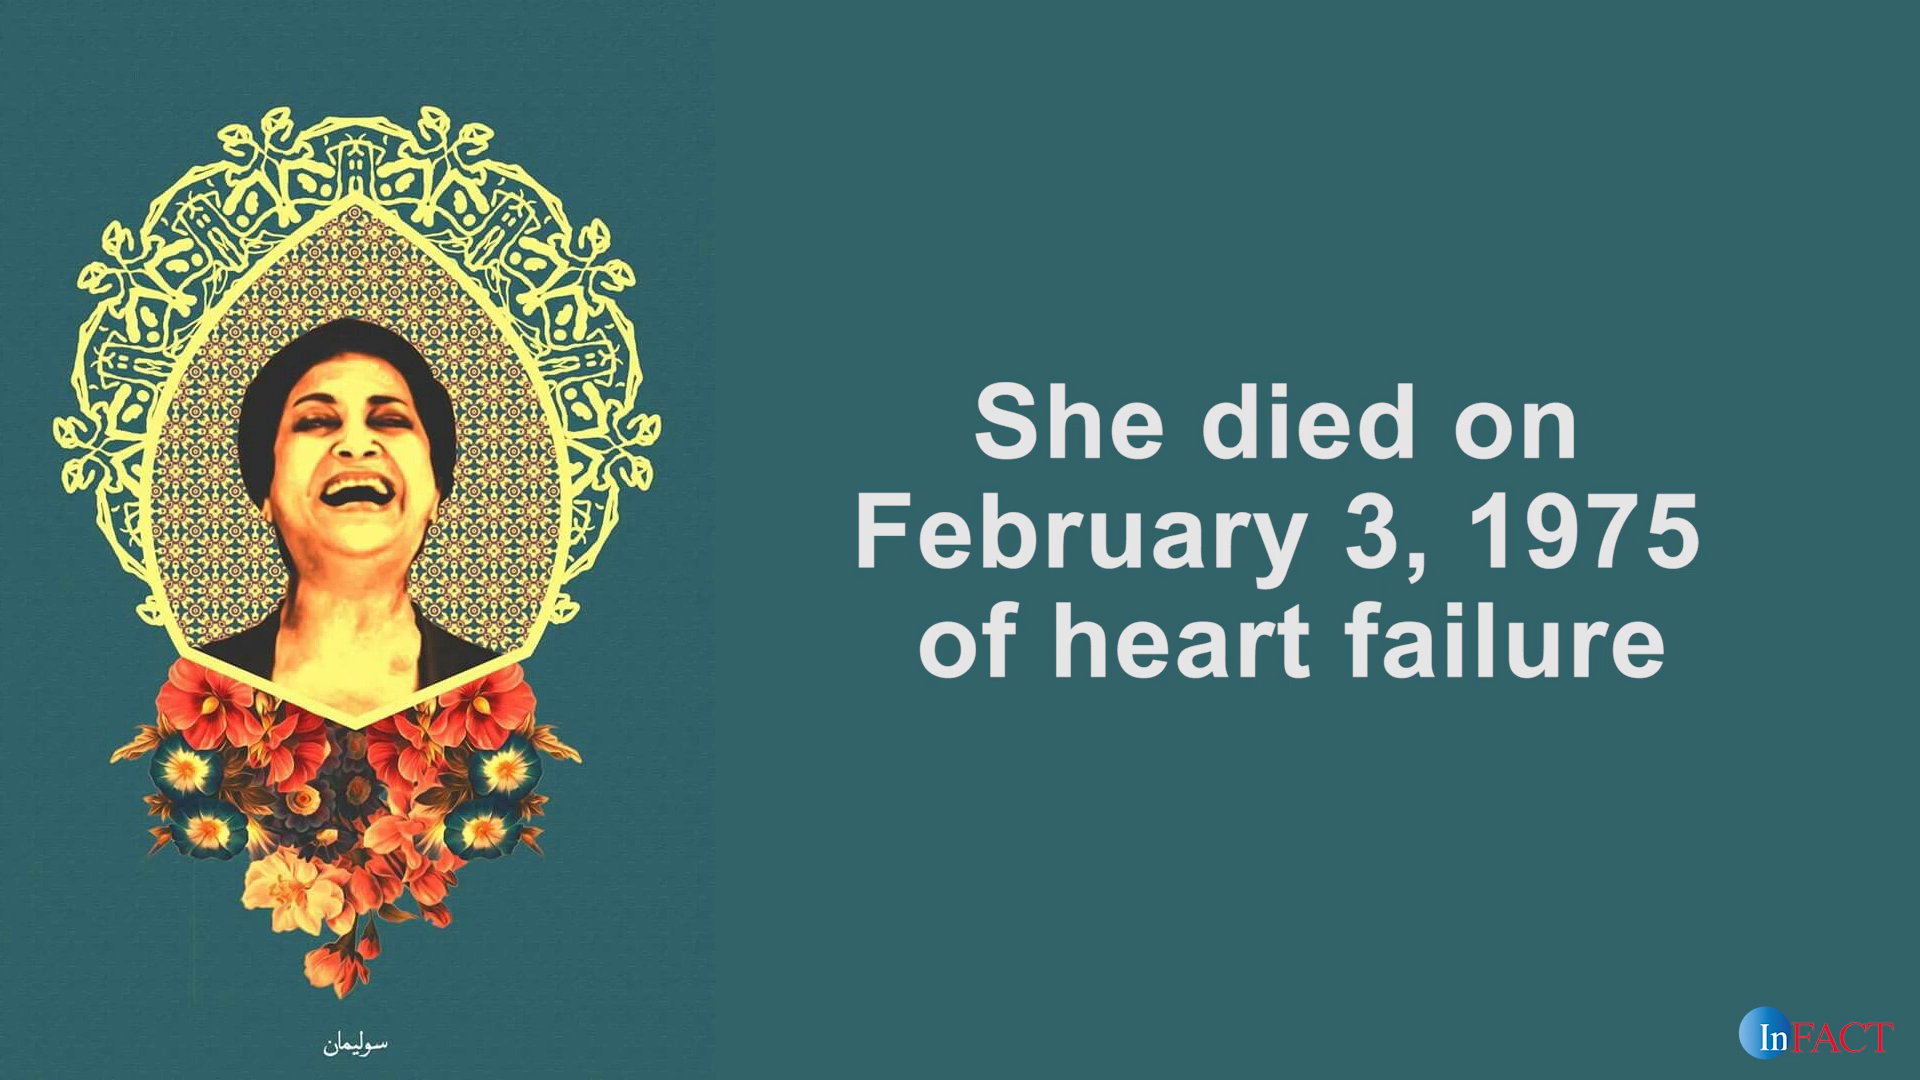 She died on
February 3, 1975
of heart failure
سوليمان
InFACT